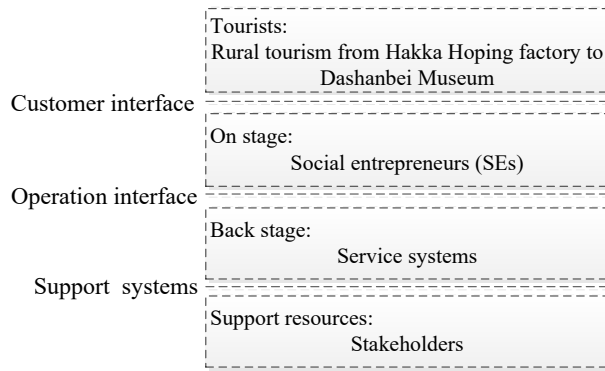 Tourists:
Rural tourism from Hakka Hoping factory to
Dashanbei Museum
Customer interface
On stage:
Social entrepreneurs (SEs)
Operation interface
Back stage:
Service systems
Support systems
Support resources:
Stakeholders